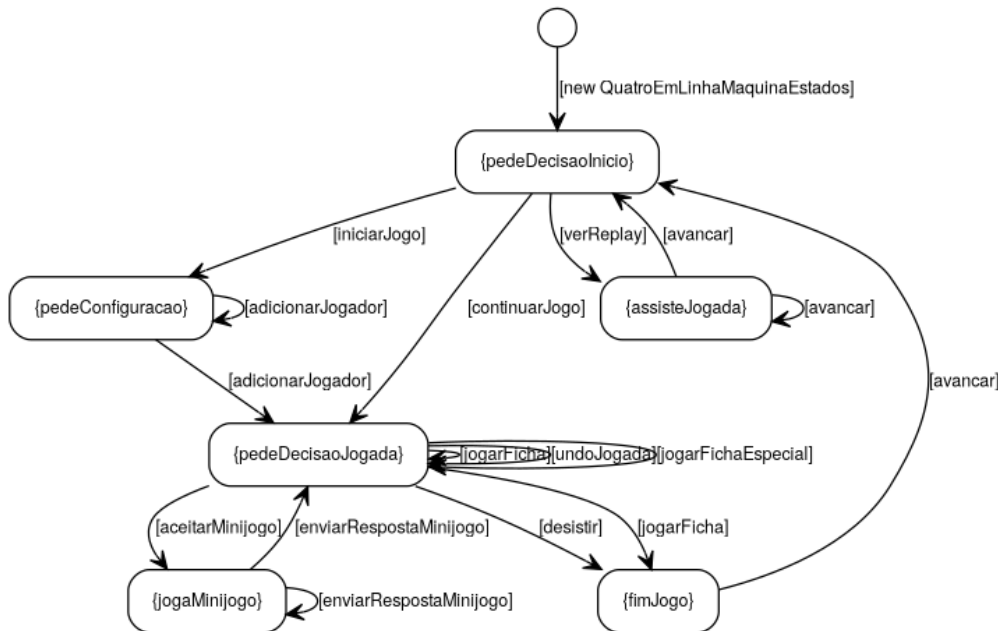 [new QuatroEmLinhaMaquinaEstados]
{pedeDecisaoInicio}
[iniciarJogo]
[verReplay]
[avancar]
{pedeConfiguracao}
[adicionarJogador]
[continuarJogo]
{assisteJogada}
[avancar]
[adicionarJogador]
[avancar]
{pedeDecisaoJogada}
[jogarFicha]
[undoJogada]
[jogarFichaEspecial]
[aceitarMinijogo]
[enviarRespostaMinijogo]
[desistir]
[jogarFicha]
{jogaMinijogo}
[enviarRespostaMinijogo]
{fimJogo}